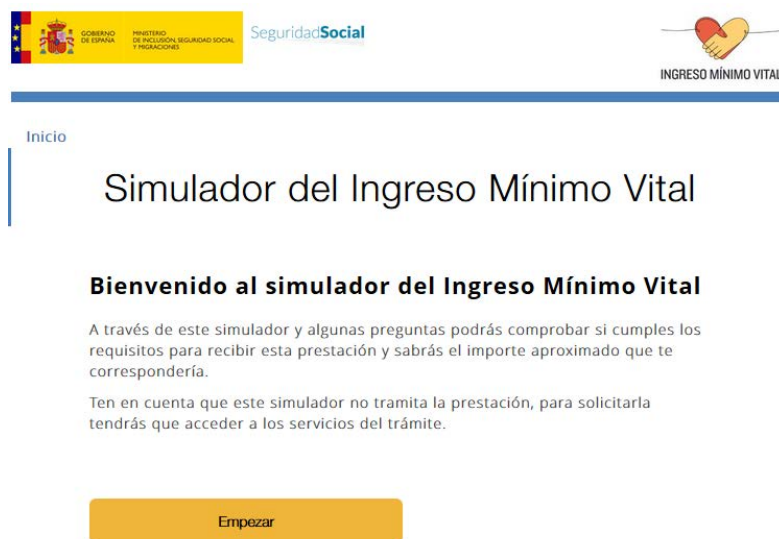 GOBIERNO
DE ESPAÑA
MINISTERIO
DE INCLUSIÓN, SEGURIDAD SOCIAL
Y MIGRACIONES
SeguridadSocial
INGRESO MÍNIMO VITAL
Inicio
Simulador del Ingreso Mínimo Vital
Bienvenido al simulador del Ingreso Mínimo Vital
A través de este simulador y algunas preguntas podrás comprobar si cumples los
requisitos para recibir esta prestación y sabrás el importe aproximado que te
correspondería.
Ten en cuenta que este simulador no tramita la prestación, para solicitarla
tendrás que acceder a los servicios del trámite.
Empezar